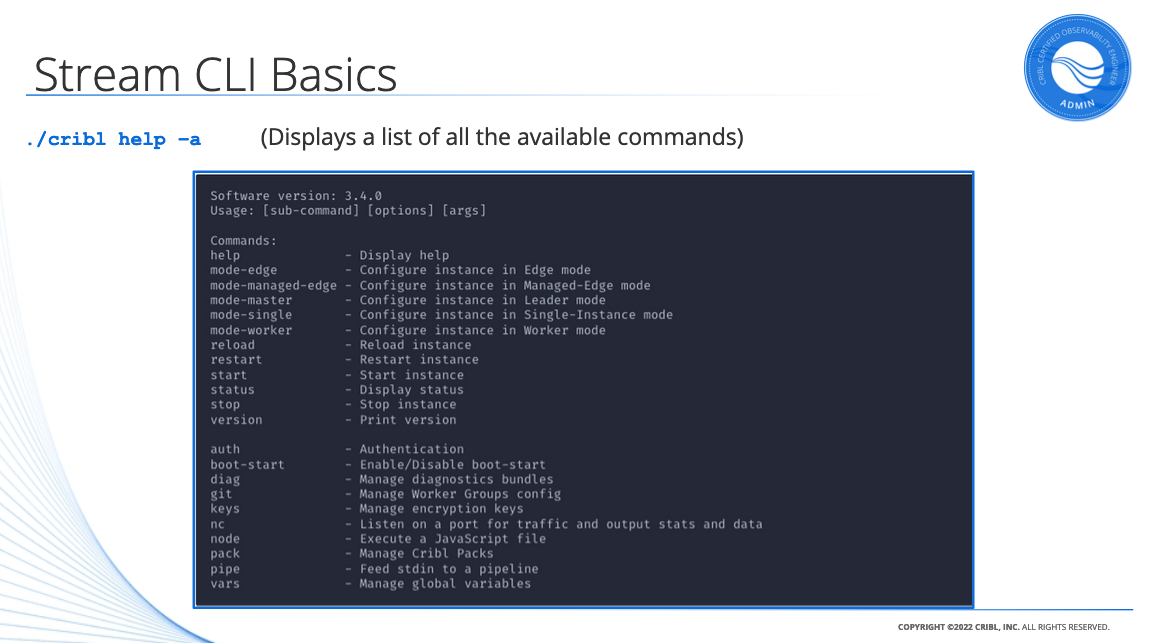 Stream CLI Basics
CRIBL CERTIFIED OBSERVABILITY ENGINEER
ADMIN
./cribl help –a (Displays a list of all the available commands)
Software version: 3.4.0
Usage: [sub-command] [options] [args]
Commands:
help - Display help
mode-edge - Configure instance in Edge mode
mode-managed-edge - Configure instance in Managed-Edge mode
mode-master - Configure instance in Leader mode
mode-single - Configure instance in Single-Instance mode
mode-worker - Configure instance in Worker mode
reload - Reload instance
restart - Restart instance
start - Start instance
status - Display status
stop - Stop instance
version - Print version
auth - Authentication
boot-start - Enable/Disable boot-start
diag - Manage diagnostics bundles
git - Manage Worker Groups config
keys - Manage encryption keys
nc - Listen on a port for traffic and output stats and data
node - Execute a JavaScript file
pack - Manage Cribl Packs
pipe - Feed stdin to a pipeline
vars - Manage global variables
COPYRIGHT ©2022 CRIBL, INC. ALL RIGHTS RESERVED.